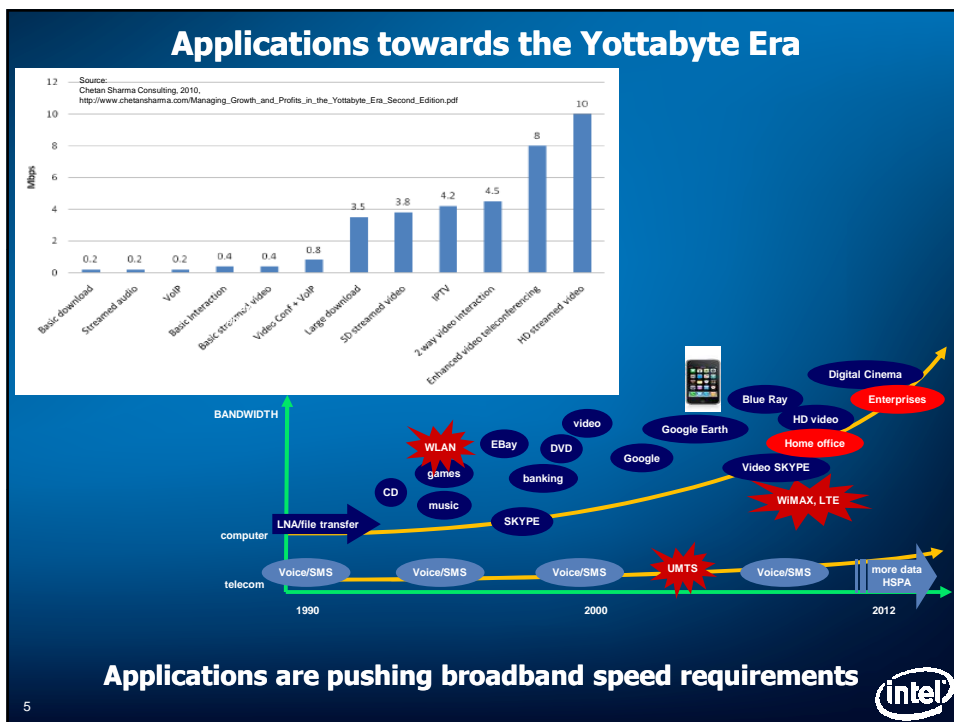 Applications towards the Yottabyte Era
Source:
Chetan Sharma Consulting, 2010,
http://www.chetansharma.com/Managing_Growth_and_Profits_in_the_Yottabyte_Era_Second_Edition.pdf
Mbps
12
10
8
6
4
2
0
0.2
0.2
0.2
0.4
0.4
0.8
3.5
3.8
4.2
4.5
8
10
Basic download
Streamed audio
VoIP
Basic Interaction
Basic streamed video
Video Conf + VoIP
Large download
SD streamed video
IPTV
2 way video interaction
Enhanced video teleconferencing
HD streamed video
BANDWIDTH
computer
telecom
LNA/file transfer
CD
WLAN
games
music
EBay
SKYPE
video
DVD
banking
Google
Google Earth
Blue Ray
Digital Cinema
Enterprises
HD video
Home office
Video SKYPE
WiMAX, LTE
Voice/SMS
Voice/SMS
Voice/SMS
UMTS
Voice/SMS
more data
HSPA
1990
2000
2012
Applications are pushing broadband speed requirements
5
intel